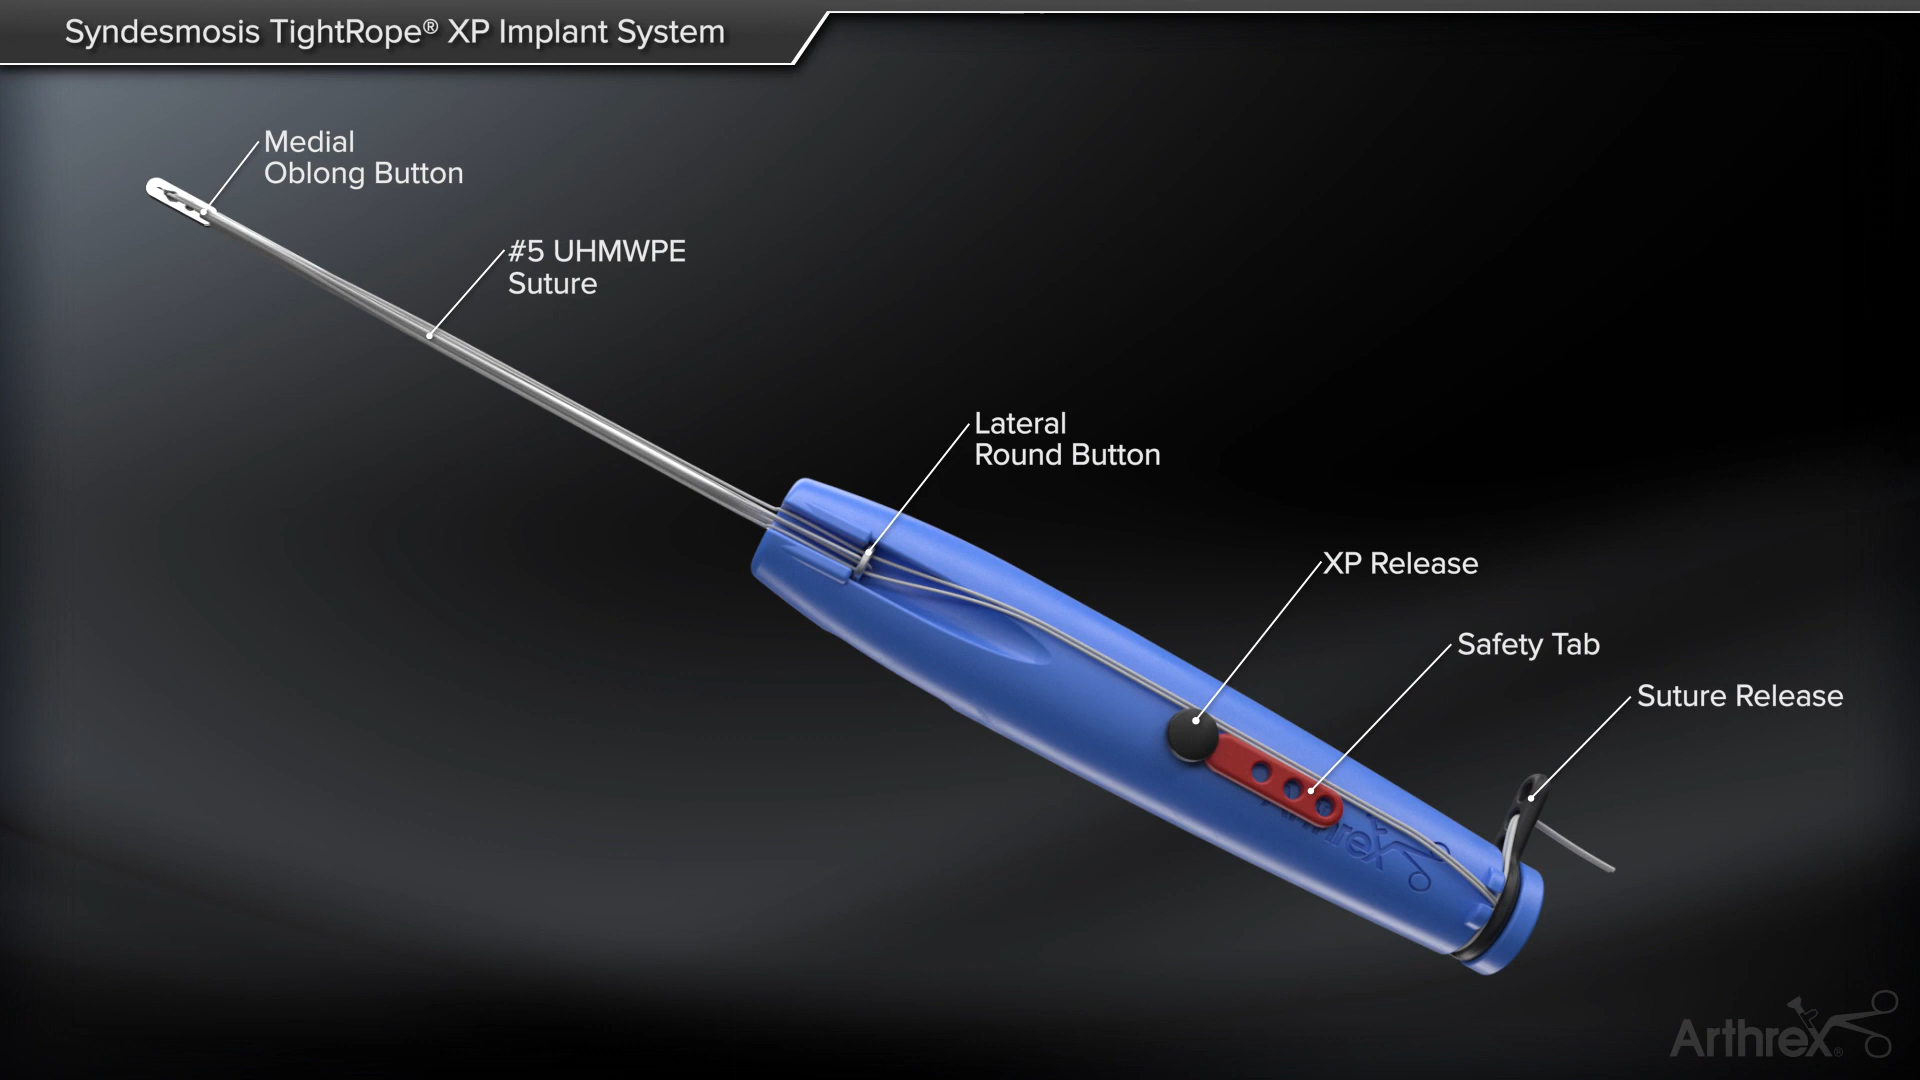 Syndesmosis TightRope® XP Implant System
Medial
Oblong Button
#5 UHMWPE
Suture
Lateral
Round Button
XP Release
Safety Tab
Suture Release
Arthrex
Arthrex®